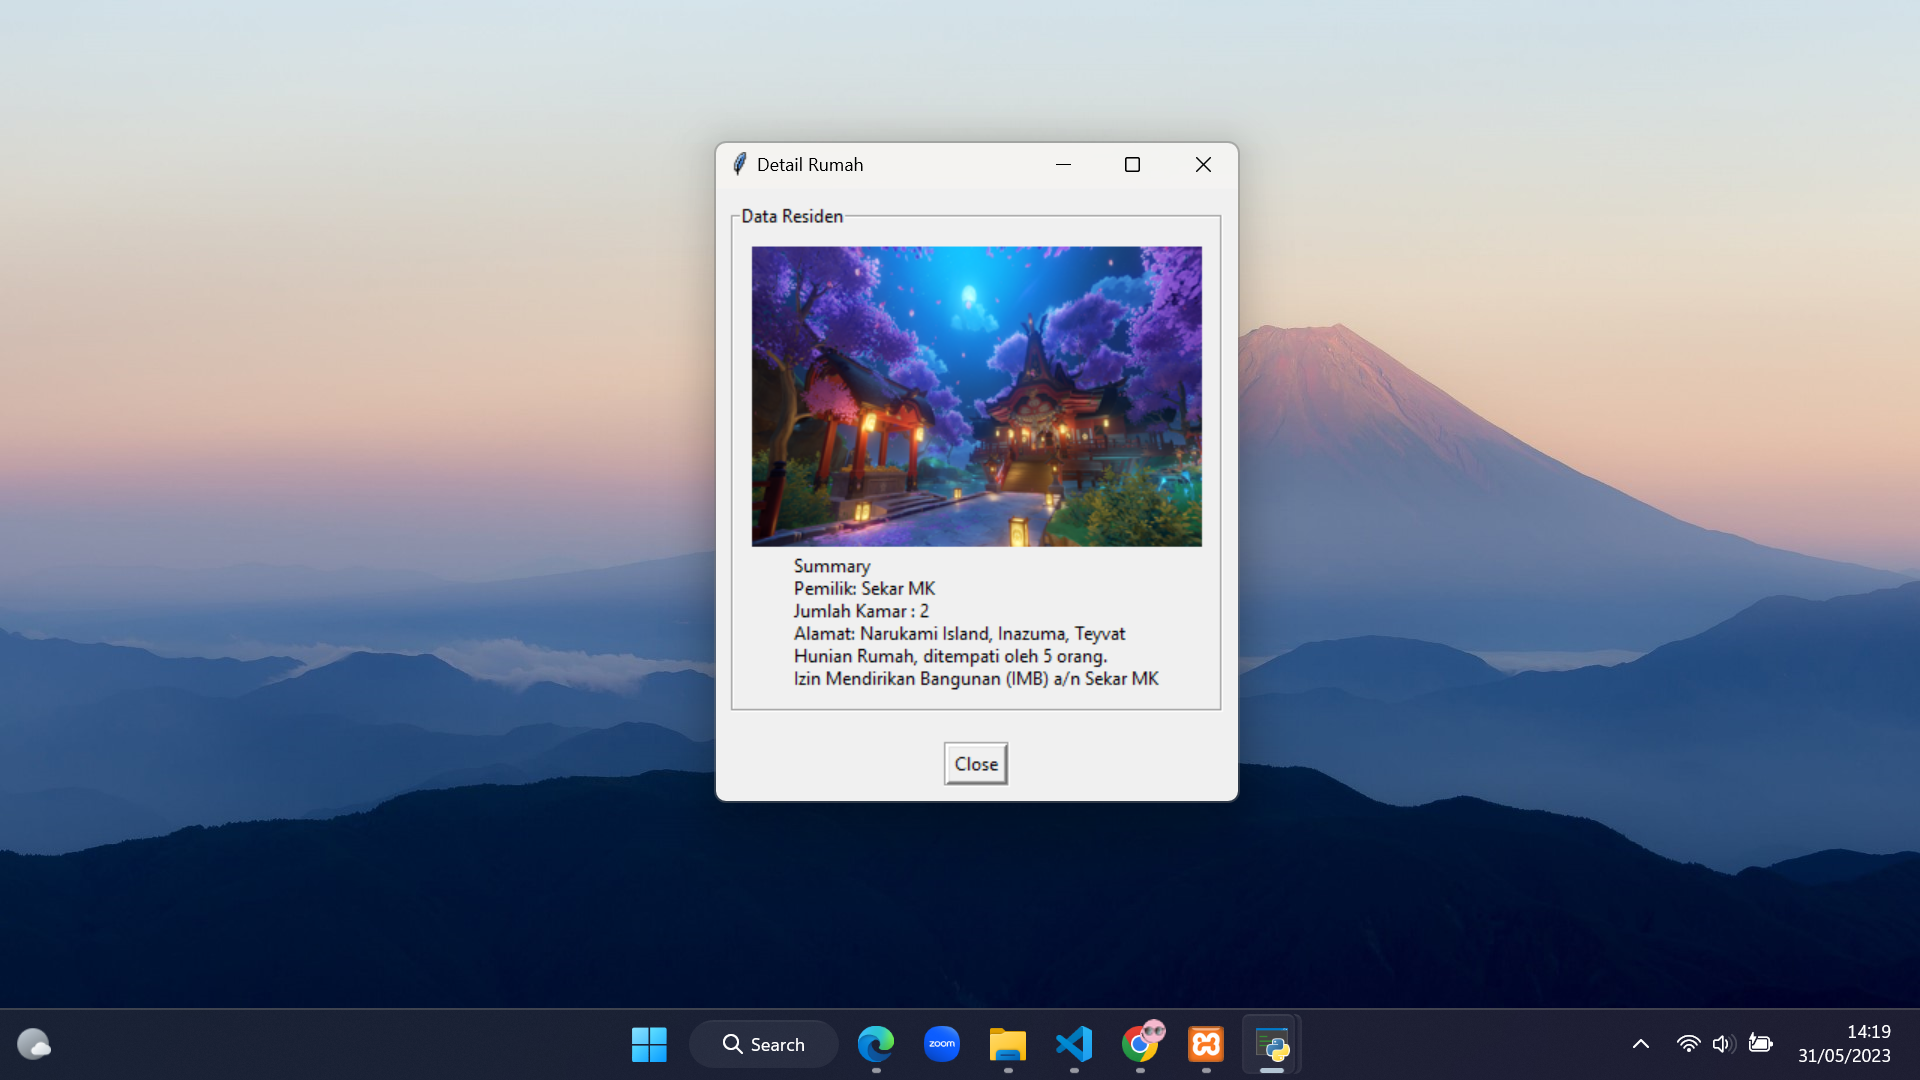 Detail Rumah
Data Residen
Summary
Pemilik: Sekar MK
Jumlah Kamar : 2
Alamat: Narukami Island, Inazuma, Teyvat
Hunian Rumah, ditempati oleh 5 orang.
Izin Mendirikan Bangunan (IMB) a/n Sekar MK
Close
Search
zoom
14:19
31/05/2023